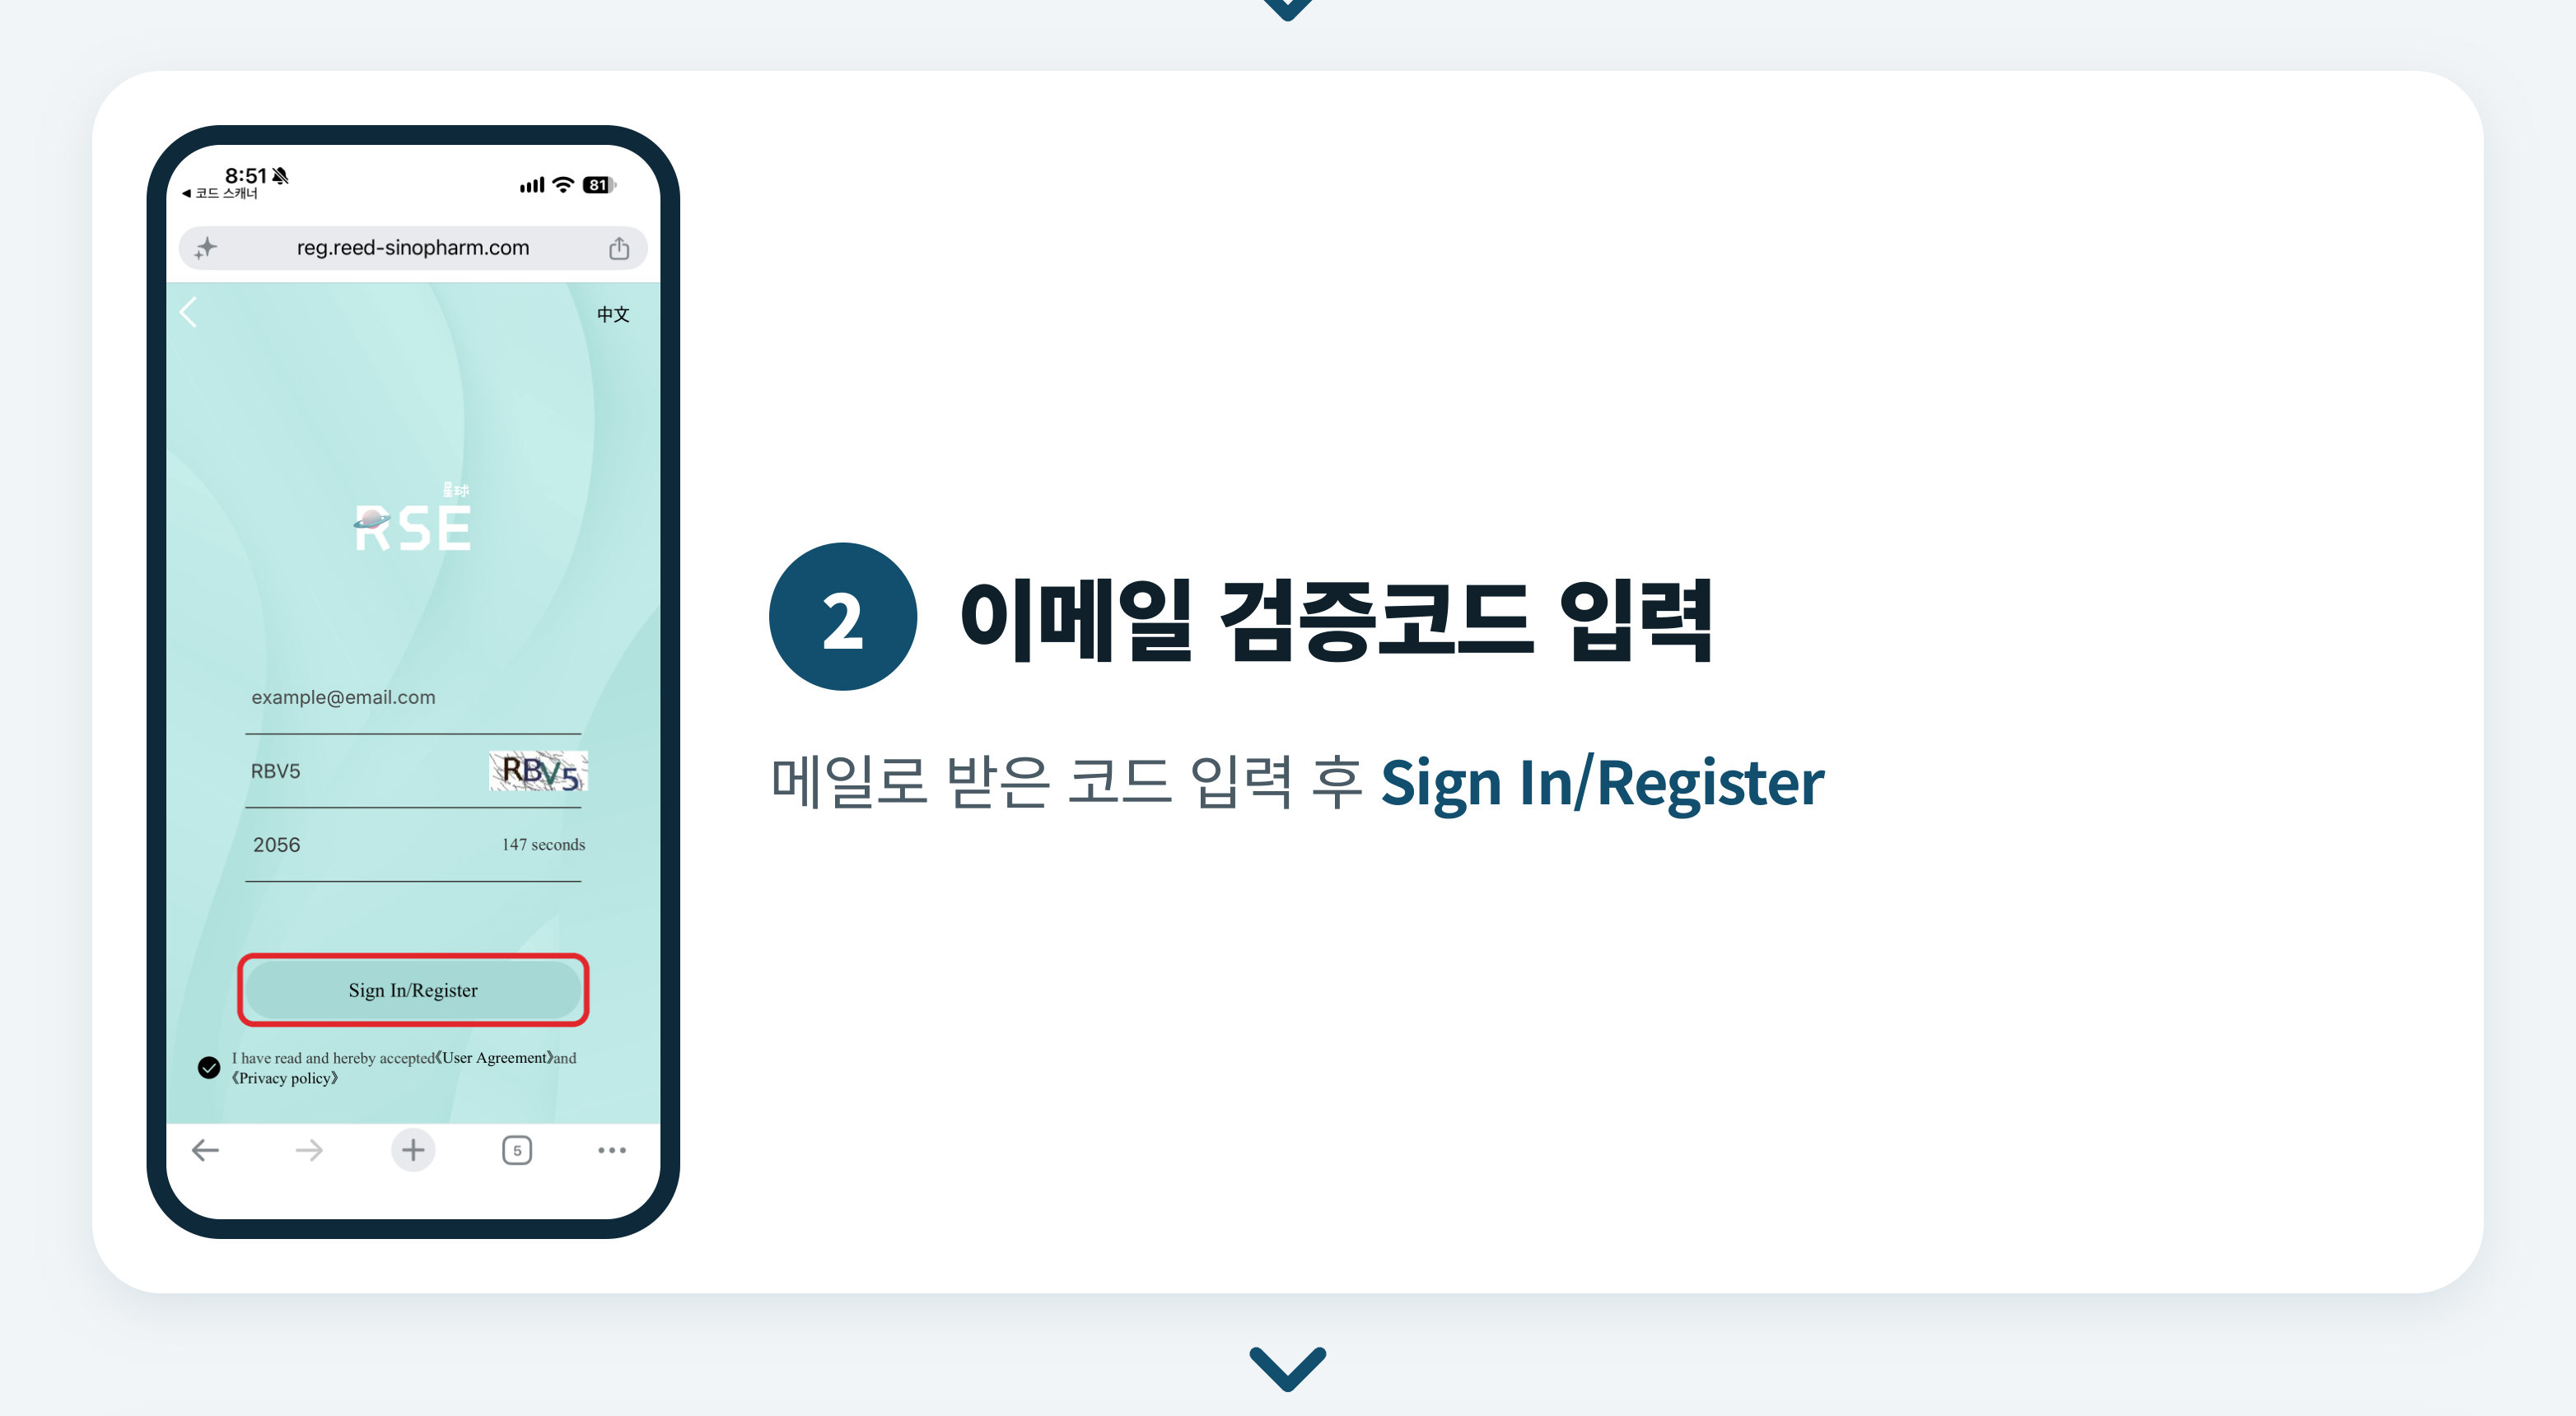 8:51
◀ 코드 스캐너
81
reg.reed-sinopharm.com
中文
星球
RSE
example@email.com
RBV5
RBV5
2056
147 seconds
Sign In/Register
I have read and hereby accepted《User Agreement》and
《Privacy policy》
5
2 이메일 검증코드 입력
메일로 받은 코드 입력 후 Sign In/Register